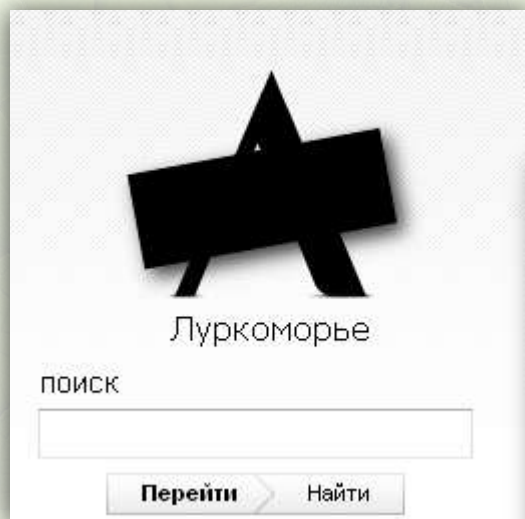 Луркоморье
поиск
Перейти Найти